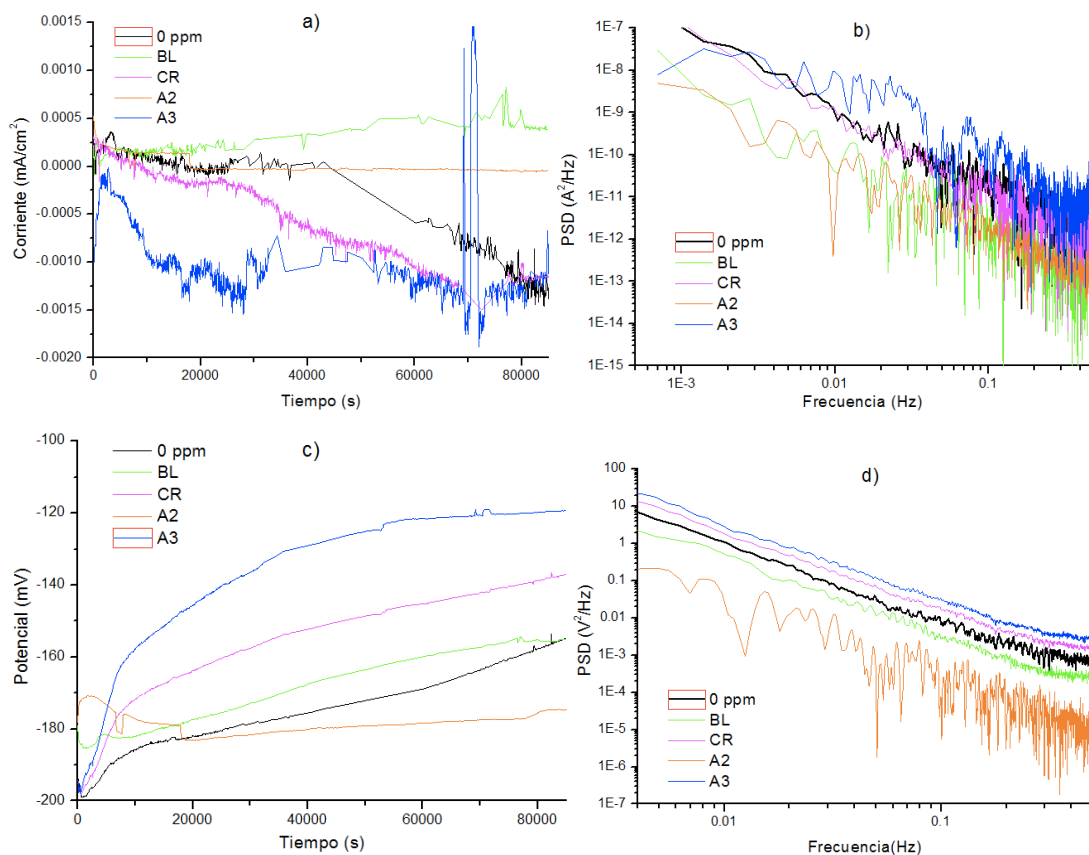 a)
0.0015
0.0010
0.0005
0.0000
-0.0005
-0.0010
-0.0015
-0.0020
Corriente (mA/cm²)
0 ppm
BL
CR
A2
A3
0
20000
40000
60000
80000
Tiempo (s)
b)
1E-7
1E-8
1E-9
1E-10
1E-11
1E-12
1E-13
1E-14
1E-15
PSD (A²/Hz)
0 ppm
BL
CR
A2
A3
1E-3
0.01
0.1
Frecuencia (Hz)
c)
-100
-120
-140
-160
-180
-200
Potencial (mV)
0 ppm
BL
CR
A2
A3
0
20000
40000
60000
80000
Tiempo (s)
d)
100
10
1
0.1
0.01
1E-3
1E-4
1E-5
1E-6
1E-7
PSD (V²/Hz)
0 ppm
BL
CR
A2
A3
0.01
0.1
Frecuencia(Hz)